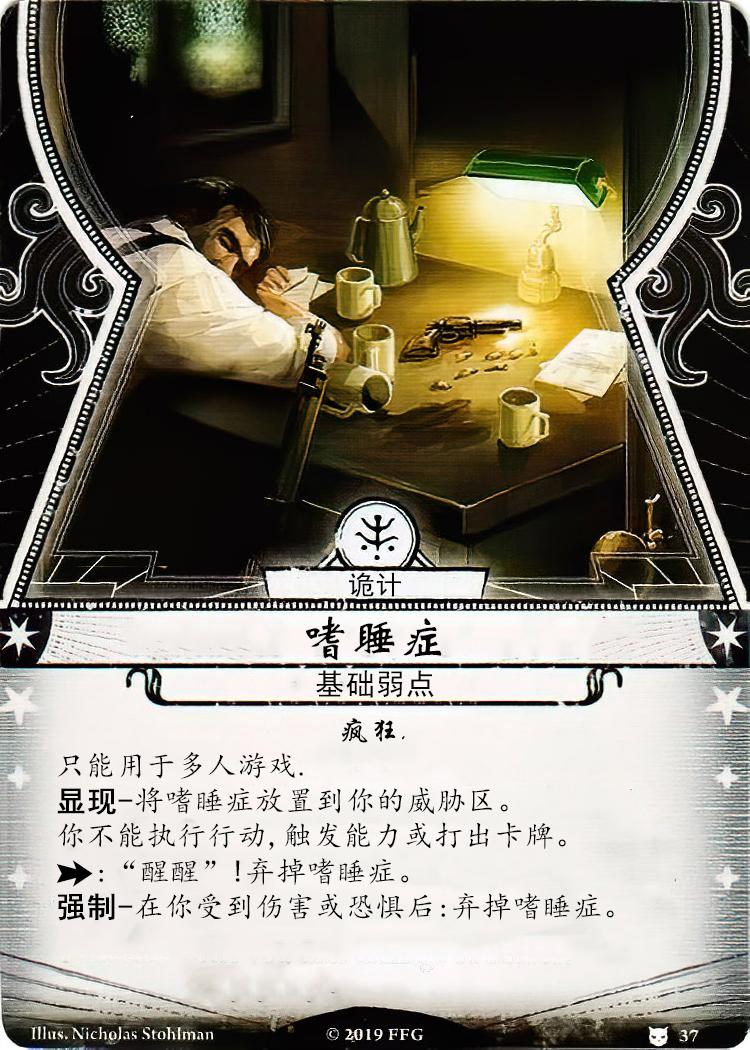 诡计
嗜睡症
基础弱点
疯狂.
只能用于多人游戏.
显现-将嗜睡症放置到你的威胁区。
你不能执行行动,触发能力或打出卡牌。
:“醒醒”!弃掉嗜睡症。
强制-在你受到伤害或恐惧后:弃掉嗜睡症。
Illus. Nicholas Stohlman © 2019 FFG 37